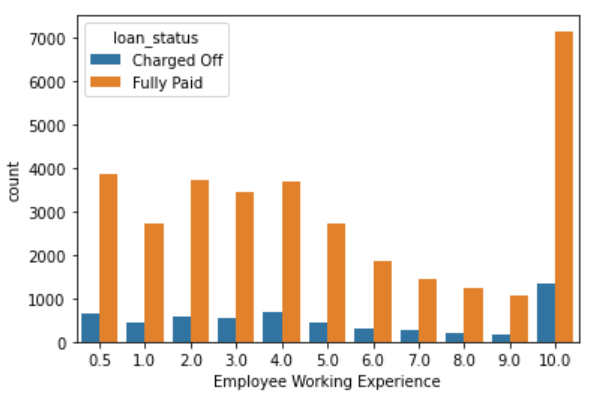 loan_status
Charged Off
Fully Paid
7000
6000
5000
4000
3000
2000
1000
0
count
0.5 1.0 2.0 3.0 4.0 5.0 6.0 7.0 8.0 9.0 10.0
Employee Working Experience